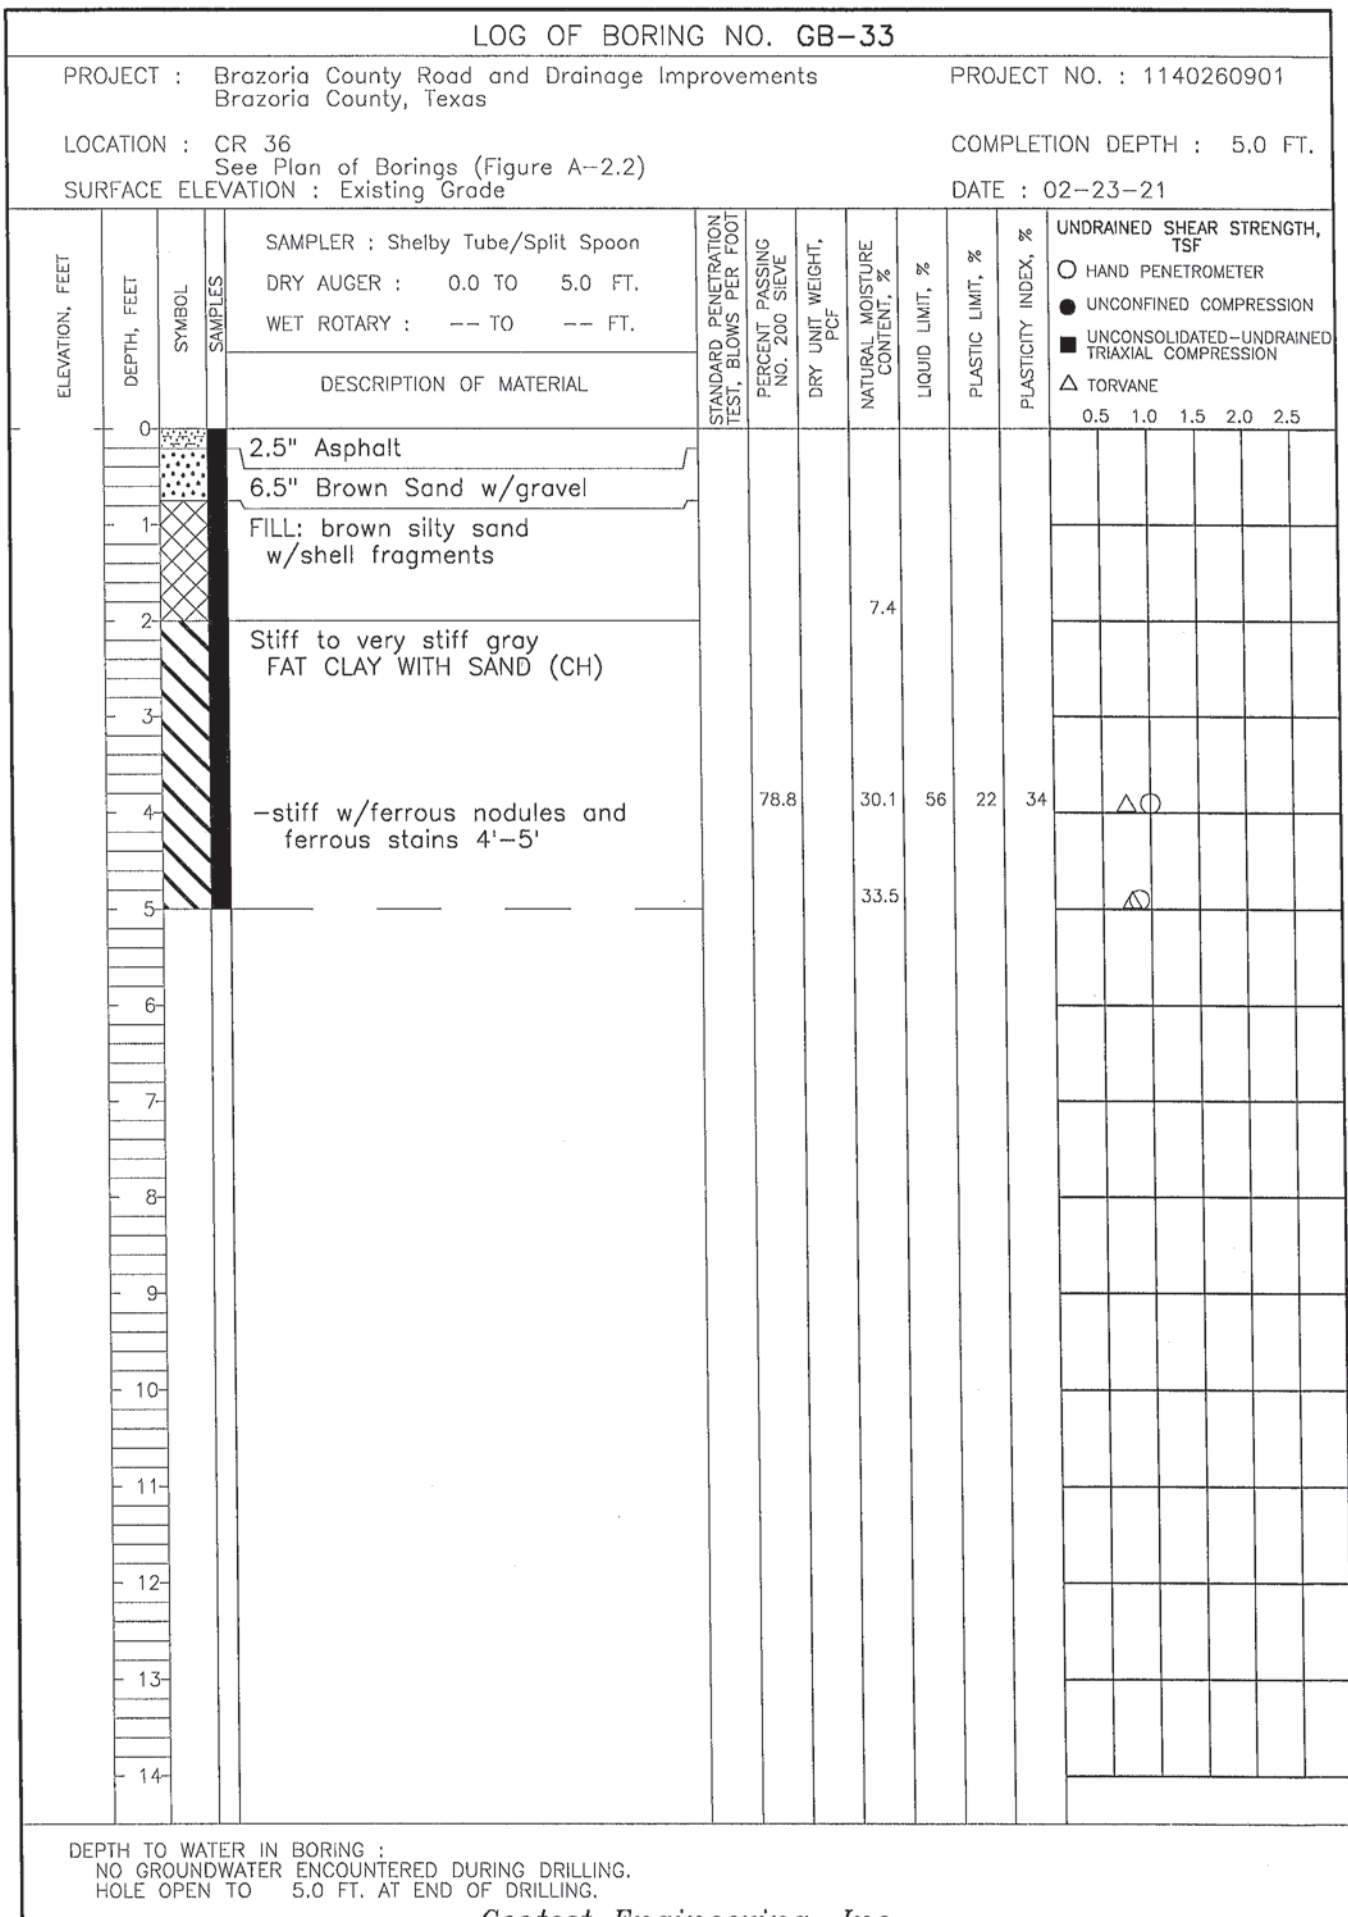 LOG OF BORING NO. GB-33
PROJECT : Brazoria County Road and Drainage Improvements
Brazoria County, Texas
PROJECT NO. : 1140260901
LOCATION : CR 36
See Plan of Borings (Figure A-2.2)
COMPLETION DEPTH : 5.0 FT.
SURFACE ELEVATION : Existing Grade
DATE : 02-23-21
ELEVATION, FEET
DEPTH, FEET
SYMBOL
SAMPLES
SAMPLER : Shelby Tube/Split Spoon
DRY AUGER : 0.0 TO 5.0 FT.
WET ROTARY : -- TO -- FT.
DESCRIPTION OF MATERIAL
STANDARD PENETRATION
TEST, BLOWS PER FOOT
PERCENT PASSING
NO. 200 SIEVE
DRY UNIT WEIGHT,
PCF
NATURAL MOISTURE
CONTENT, %
LIQUID LIMIT, %
PLASTIC LIMIT, %
PLASTICITY INDEX, %
UNDRAINED SHEAR STRENGTH,
TSF
HAND PENETROMETER
UNCONFINED COMPRESSION
UNCONSOLIDATED-UNDRAINED
TRIAXIAL COMPRESSION
TORVANE
0.5 1.0 1.5 2.0 2.5
0
2.5" Asphalt
6.5" Brown Sand w/gravel
1
FILL: brown silty sand
w/shell fragments
7.4
2
Stiff to very stiff gray
FAT CLAY WITH SAND (CH)
3
78.8 30.1 56 22 34
4
-stiff w/ferrous nodules and
ferrous stains 4'-5'
33.5
5
6
7
8
9
10
11
12
13
14
DEPTH TO WATER IN BORING :
NO GROUNDWATER ENCOUNTERED DURING DRILLING.
HOLE OPEN TO 5.0 FT. AT END OF DRILLING.
Geotest Engineering, Inc.